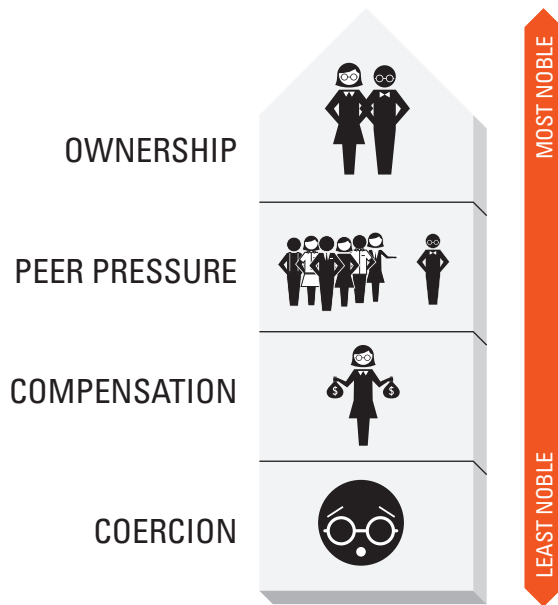 MOST NOBLE
OWNERSHIP
PEER PRESSURE
COMPENSATION
$ $
COERCION
LEAST NOBLE